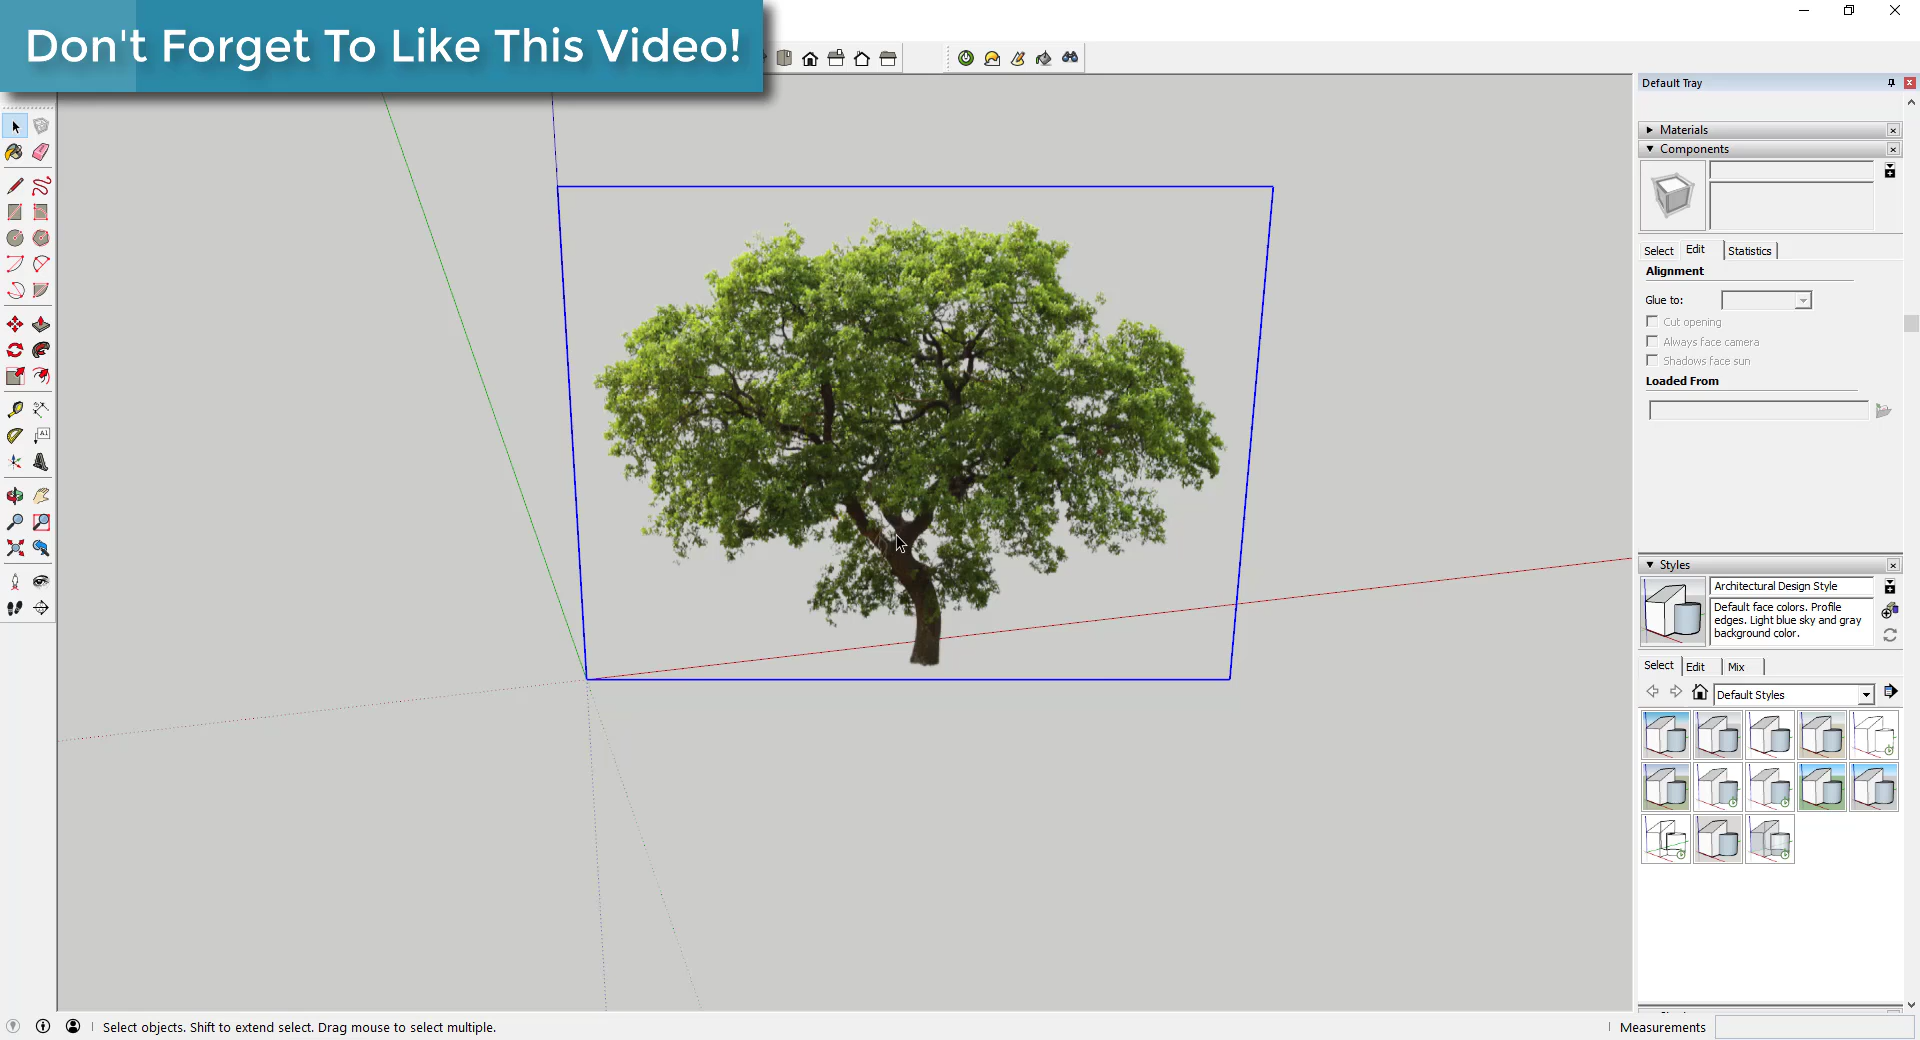 Don't Forget To Like This Video!
Default Tray
Materials
Components
Select Edit Statistics
Alignment
Glue to:
Cut opening
Always face camera
Shadows face sun
Loaded From
Styles
Architectural Design Style
Default face colors. Profile
edges. Light blue sky and gray
background color.
Select Edit Mix
Default Styles
A1
Select objects. Shift to extend select. Drag mouse to select multiple.
Measurements